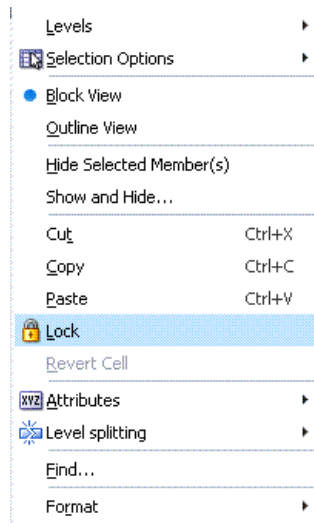 Levels
Selection Options
Block View
Outline View
Hide Selected Member(s)
Show and Hide...
Cut Ctrl+X
Copy Ctrl+C
Paste Ctrl+V
Lock
Revert Cell
XYZ Attributes
Level splitting
Find...
Format